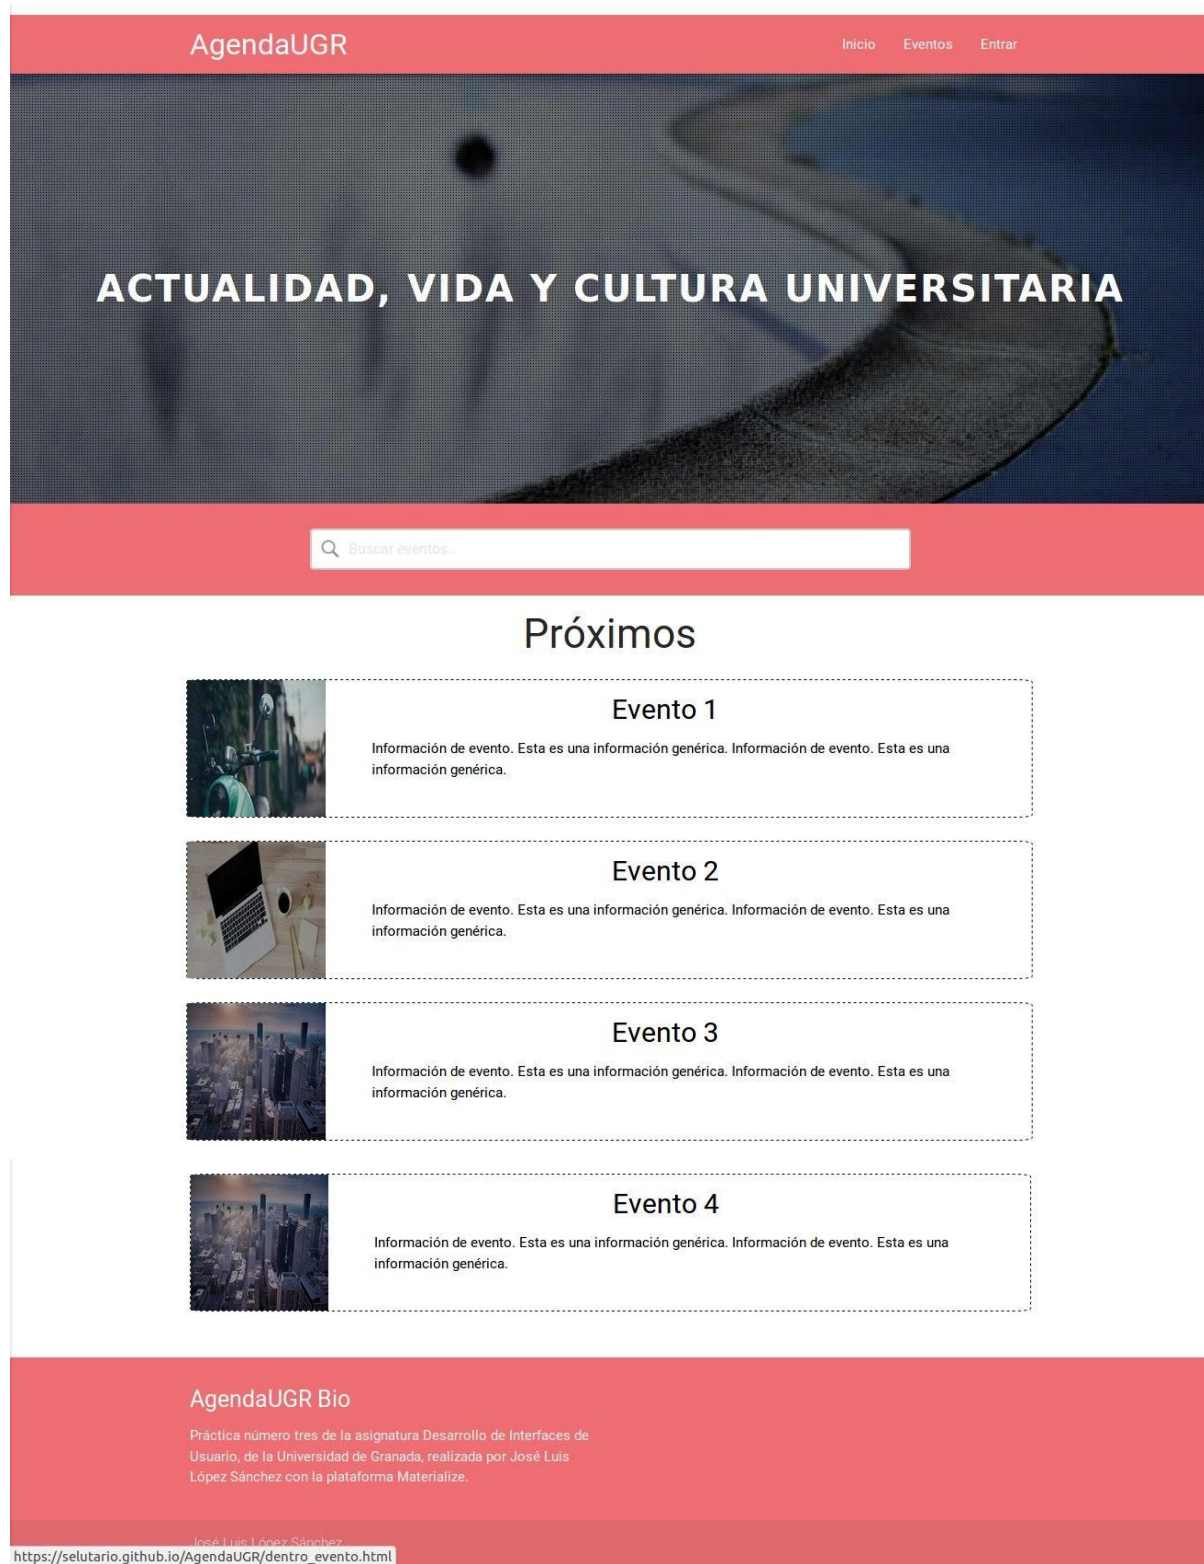 AgendaUGR
Inicio Eventos Entrar
ACTUALIDAD, VIDA Y CULTURA UNIVERSITARIA
Buscar eventos..
Próximos
Evento 1
Información de evento. Esta es una información genérica. Información de evento. Esta es una
información genérica.
Evento 2
Información de evento. Esta es una información genérica. Información de evento. Esta es una
información genérica.
Evento 3
Información de evento. Esta es una información genérica. Información de evento. Esta es una
información genérica.
Evento 4
Información de evento. Esta es una información genérica. Información de evento. Esta es una
información genérica.
AgendaUGR Bio
Práctica número tres de la asignatura Desarrollo de Interfaces de
Usuario, de la Universidad de Granada, realizada por José Luis
López Sánchez con la plataforma Materialize.
José Luis López Sánchez
https://selutario.github.io/AgendaUGR/dentro_evento.html